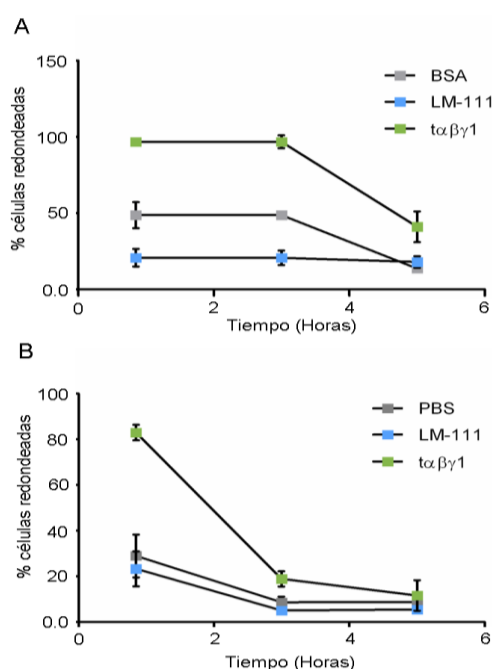 A
150
100
50
0.0
% células redondeadas
BSA
LM-111
tαβγ1
0
2
4
6
Tiempo (Horas)
B
100
80
60
40
20
0.0
% células redondeadas
PBS
LM-111
tαβγ1
0
2
4
6
Tiempo (Horas)